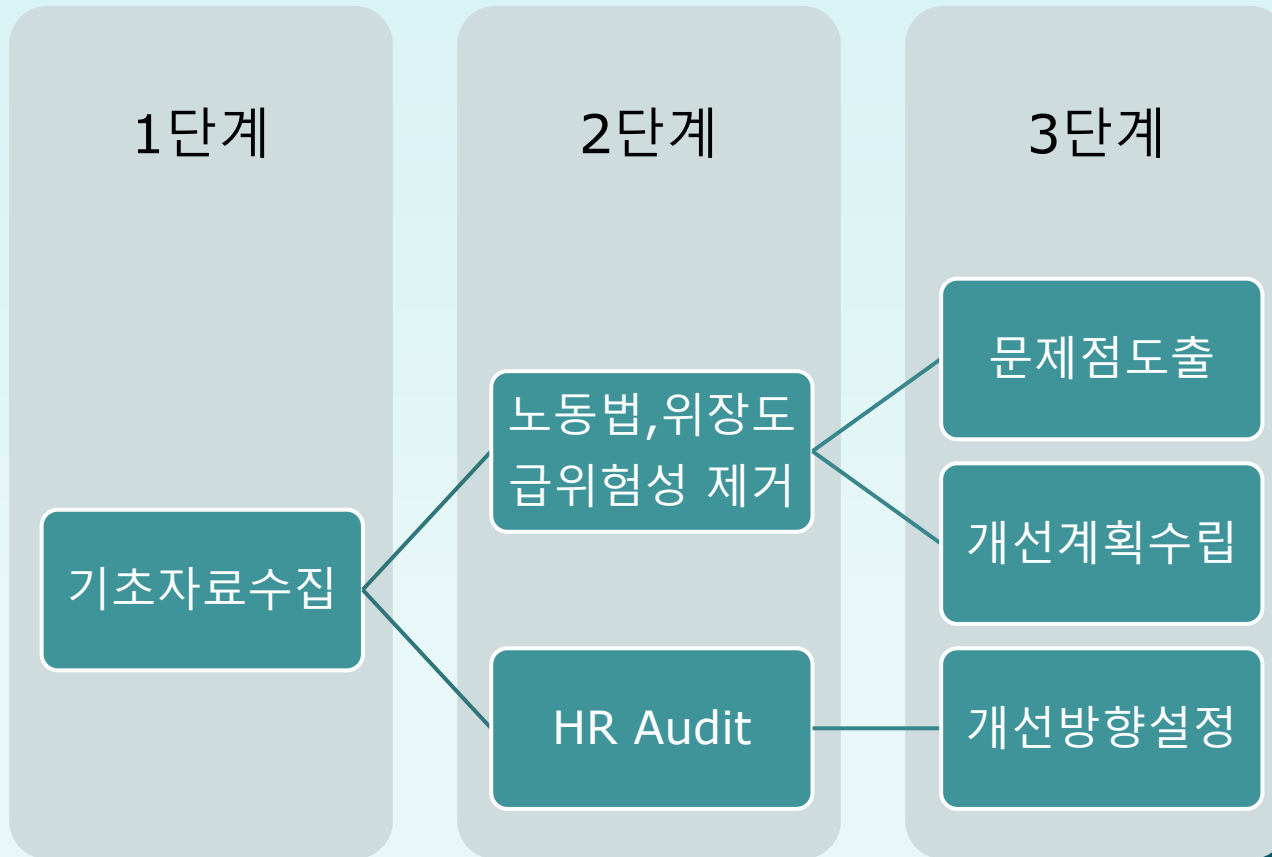 1단계
2단계
3단계
기초자료수집
노동법,위장도
급위험성 제거
HR Audit
문제점도출
개선계획수립
개선방향설정